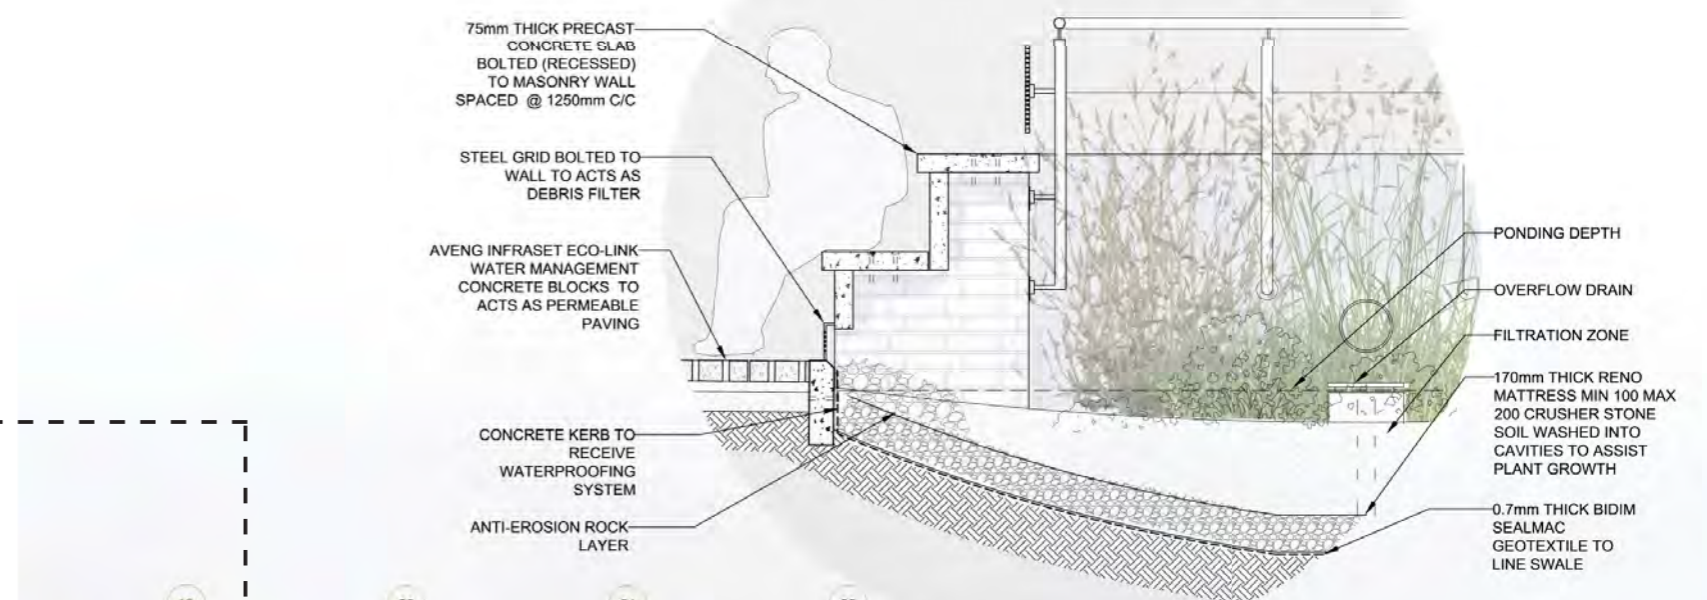 75mm THICK PRECAST
CONCRETE SLAB
BOLTED (RECESSED)
TO MASONRY WALL
SPACED @ 1250mm C/C
STEEL GRID BOLTED TO
WALL TO ACTS AS
DEBRIS FILTER
AVENG INFRASET ECO-LINK
WATER MANAGEMENT
CONCRETE BLOCKS TO
ACTS AS PERMEABLE
PAVING
CONCRETE KERB TO
RECEIVE
WATERPROOFING
SYSTEM
ANTI-EROSION ROCK
LAYER
PONDING DEPTH
OVERFLOW DRAIN
FILTRATION ZONE
170mm THICK RENO
MATTRESS MIN 100 MAX
200 CRUSHER STONE
SOIL WASHED INTO
CAVITIES TO ASSIST
PLANT GROWTH
0.7mm THICK BIDIM
SEALMAC
GEOTEXTILE TO
LINE SWALE